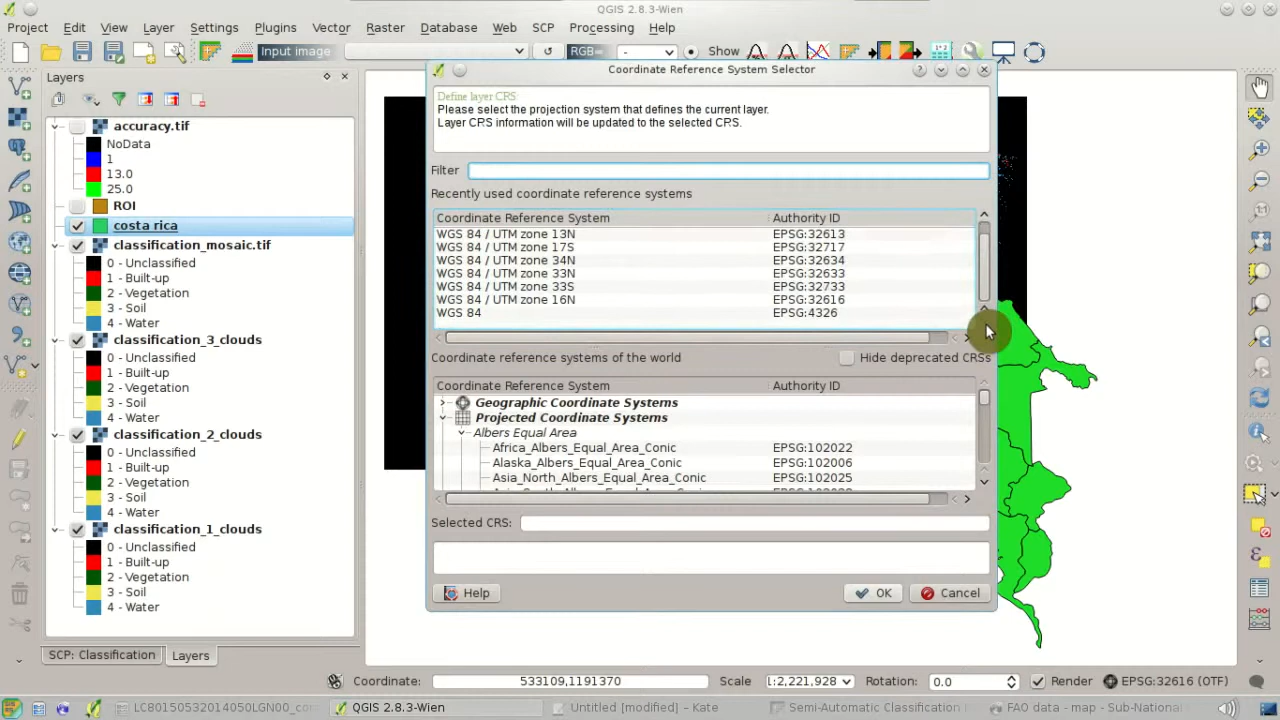 QGIS 2.8.3-Wien
Project Edit View Layer Settings Plugins Vector Raster Database Web SCP Processing Help
Input image RGB= - Show
Layers
accuracy.tif
NoData
1
13.0
25.0
ROI
costa rica
classification_mosaic.tif
0 - Unclassified
1 - Built-up
2 - Vegetation
3 - Soil
4 - Water
classification_3_clouds
0 - Unclassified
1 - Built-up
2 - Vegetation
3 - Soil
4 - Water
classification_2_clouds
0 - Unclassified
1 - Built-up
2 - Vegetation
3 - Soil
4 - Water
classification_1_clouds
0 - Unclassified
1 - Built-up
2 - Vegetation
3 - Soil
4 - Water
SCP: Classification Layers
Coordinate Reference System Selector
Define layer CRS
Please select the projection system that defines the current layer.
Layer CRS information will be updated to the selected CRS.
Filter
Recently used coordinate reference systems
Coordinate Reference System Authority ID
WGS 84 / UTM zone 13N EPSG:32613
WGS 84 / UTM zone 17S EPSG:32717
WGS 84 / UTM zone 34N EPSG:32634
WGS 84 / UTM zone 33N EPSG:32633
WGS 84 / UTM zone 33S EPSG:32733
WGS 84 / UTM zone 16N EPSG:32616
WGS 84 EPSG:4326
Coordinate reference systems of the world Hide deprecated CRSs
Coordinate Reference System Authority ID
Geographic Coordinate Systems
Projected Coordinate Systems
Albers Equal Area
Africa_Albers_Equal_Area_Conic EPSG:102022
Alaska_Albers_Equal_Area_Conic EPSG:102006
Asia_North_Albers_Equal_Area_Conic EPSG:102025
Selected CRS:
Help OK Cancel
Coordinate: 533109,1191370 Scale 1:2,221,928 Rotation: 0.0 Render EPSG:32616 (OTF)
LC80150532014050LGN00_co QGIS 2.8.3-Wien Untitled [modified] – Kate Semi-Automatic Classification FAO data - map - Sub-National